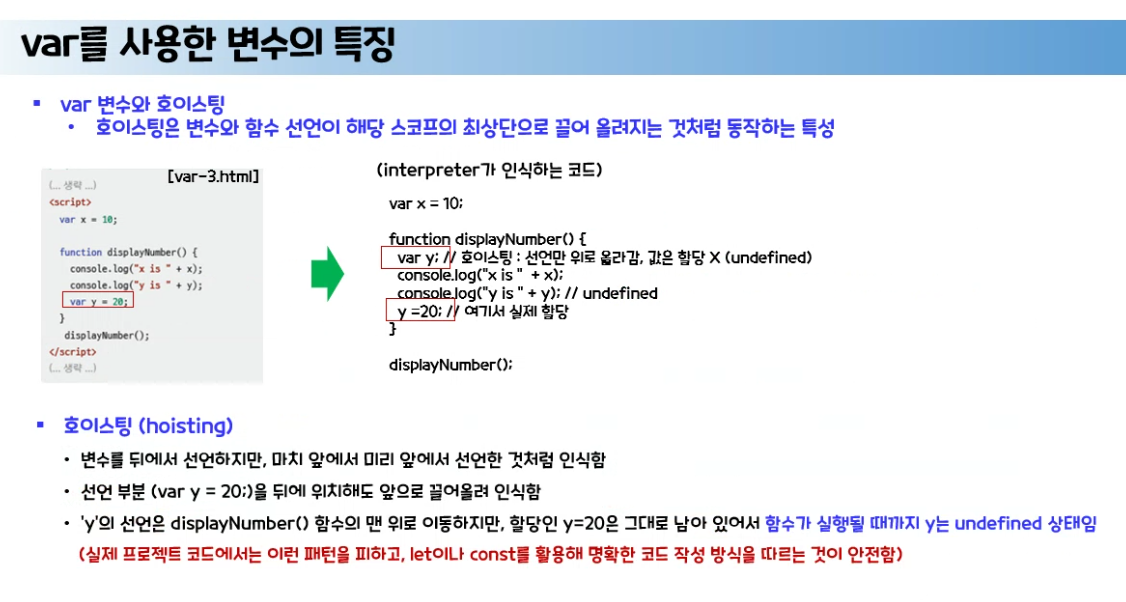 var를 사용한 변수의 특징
▪ var 변수와 호이스팅
• 호이스팅은 변수와 함수 선언이 해당 스코프의 최상단으로 끌어 올려지는 것처럼 동작하는 특성
[var-3.html]
(... 생략 ...)
<script>
var x = 10;
function displayNumber() {
console.log("x is " + x);
console.log("y is " + y);
var y = 20;
}
displayNumber();
</script>
(... 생략 ...)
(interpreter가 인식하는 코드)
var x = 10;
function displayNumber() {
var y; // 호이스팅 : 선언만 위로 올라감, 값은 할당 X (undefined)
console.log("x is " + x);
console.log("y is " + y); // undefined
y =20; // 여기서 실제 할당
}
displayNumber();
▪ 호이스팅 (hoisting)
• 변수를 뒤에서 선언하지만, 마치 앞에서 미리 앞에서 선언한 것처럼 인식함
• 선언 부분 (var y = 20;)을 뒤에 위치해도 앞으로 끌어올려 인식함
• 'y'의 선언은 displayNumber() 함수의 맨 위로 이동하지만, 할당인 y=20은 그대로 남아 있어서 함수가 실행될 때까지 y는 undefined 상태임
(실제 프로젝트 코드에서는 이런 패턴을 피하고, let이나 const를 활용해 명확한 코드 작성 방식을 따르는 것이 안전함)